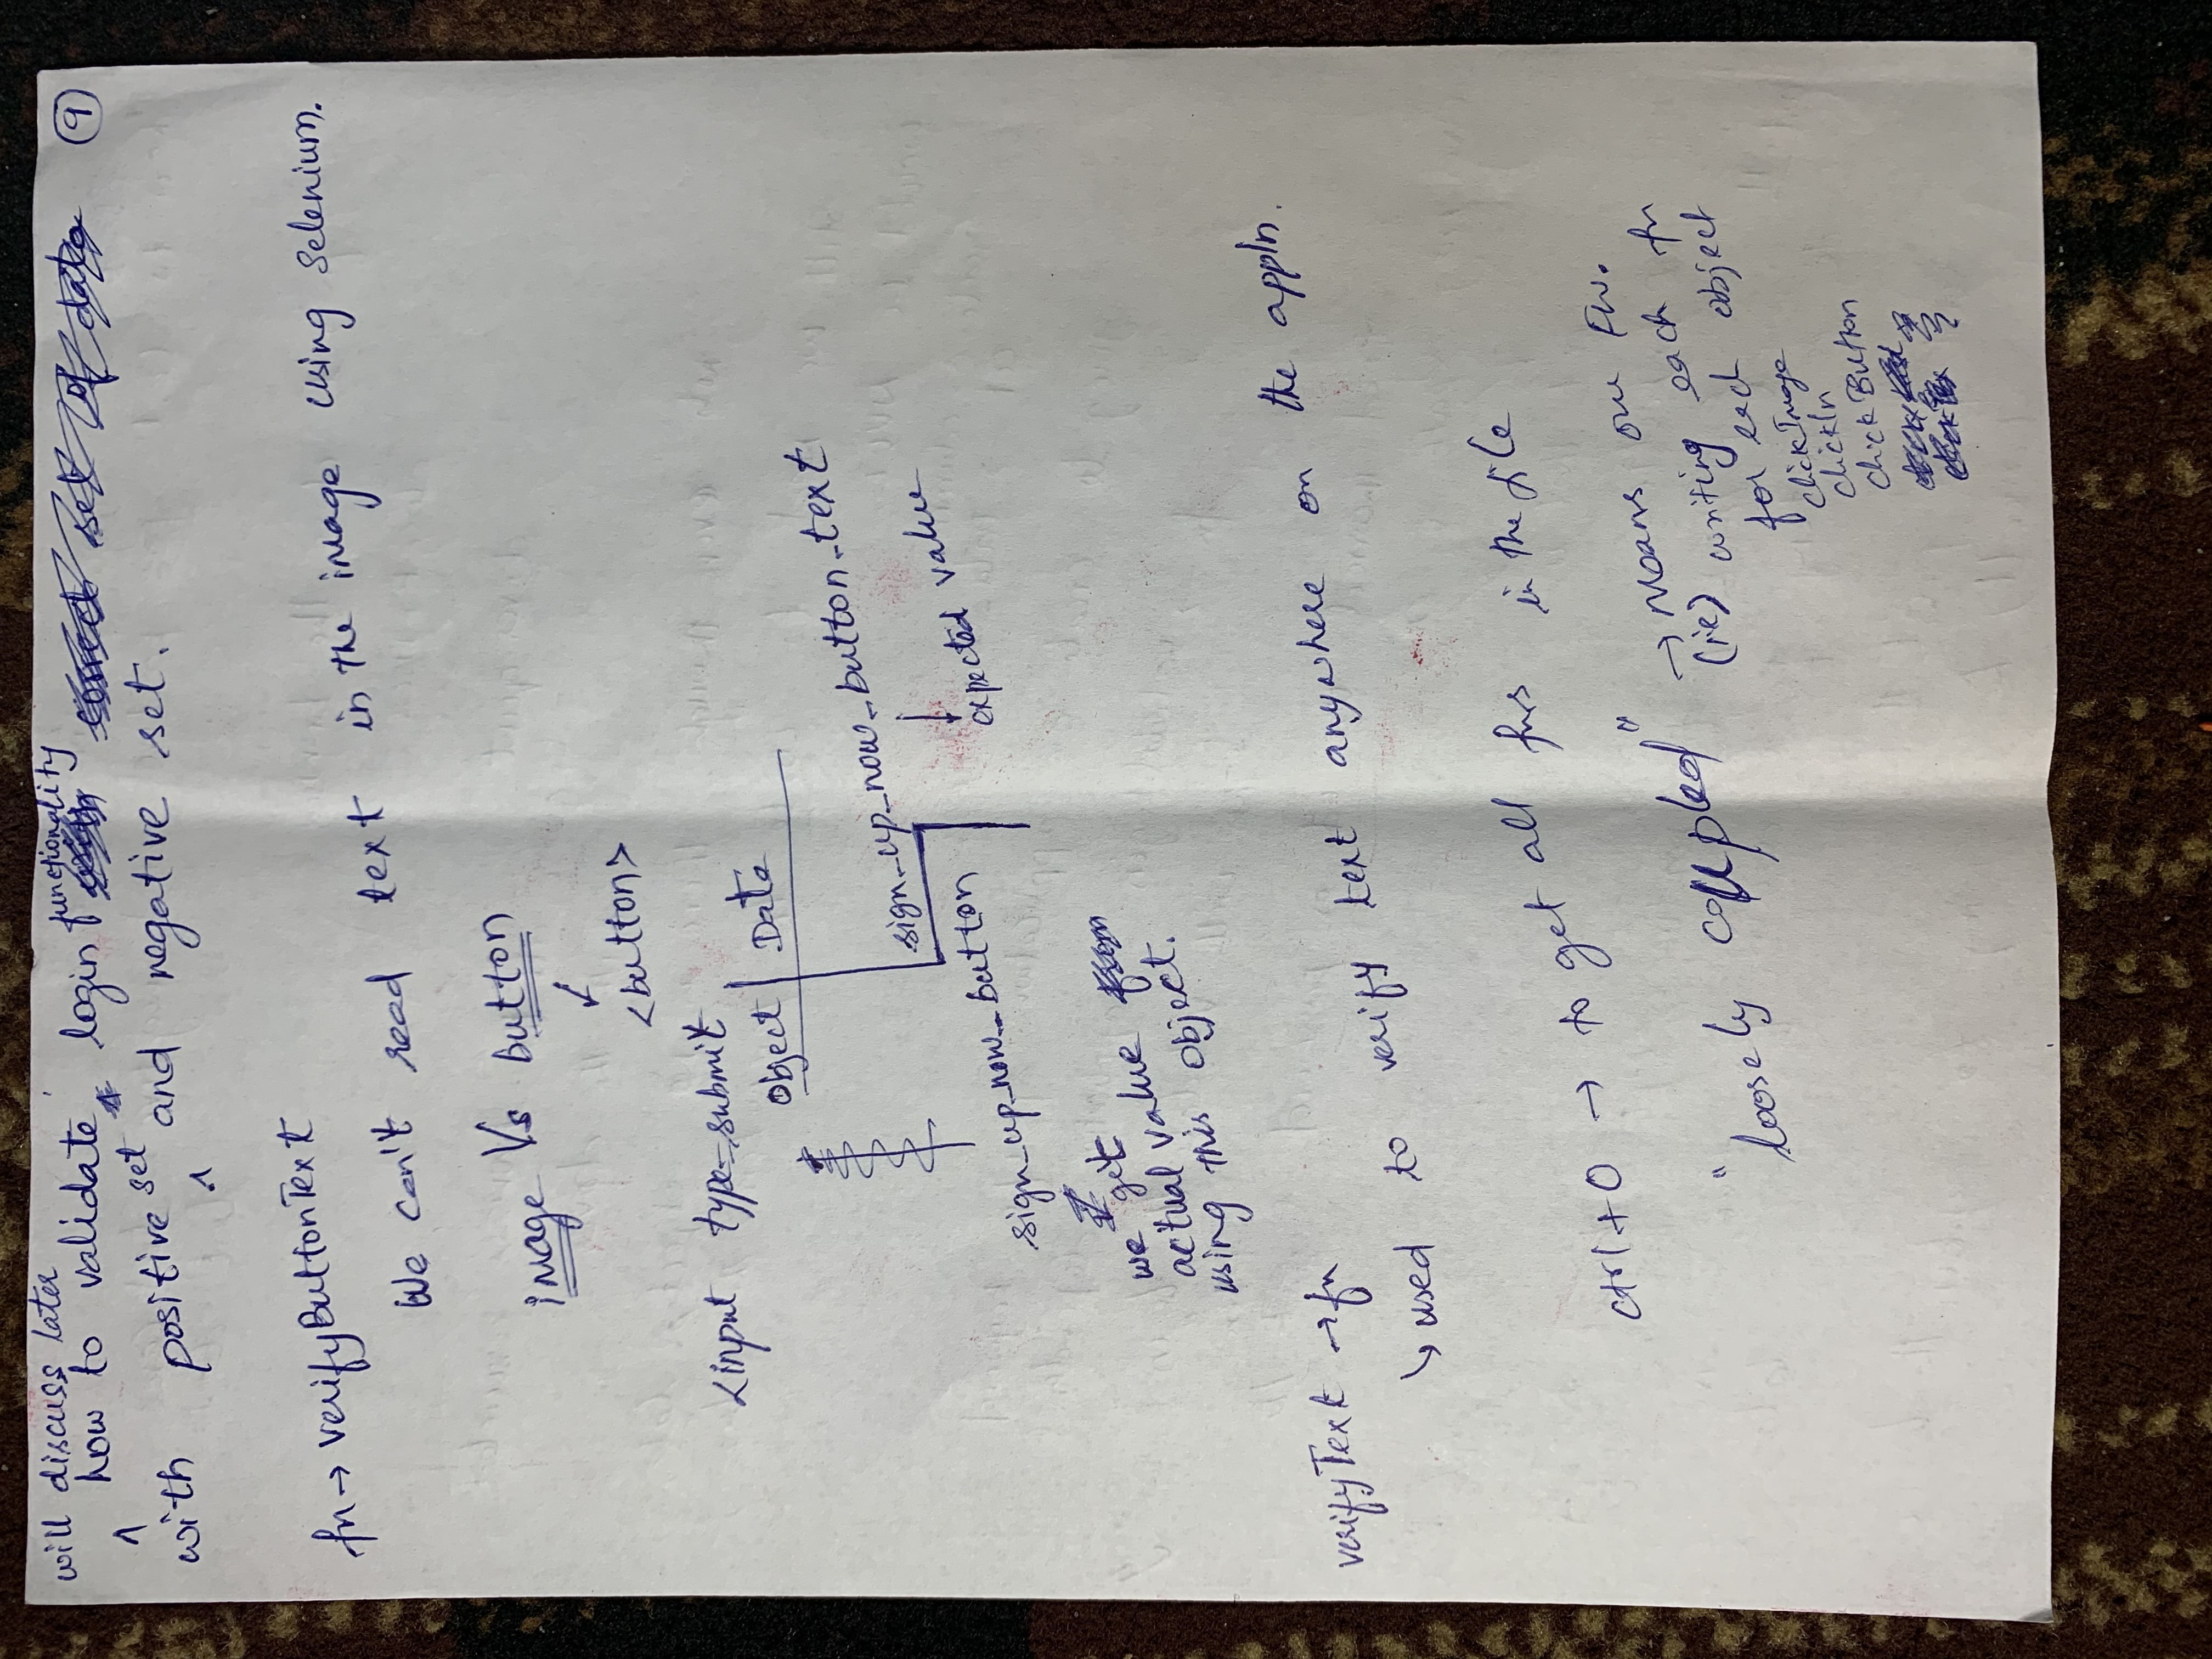 will discuss later
how to validate login functionality
9
with positive set and negative set.
fn → verifyButtonText
We can't read text in the image using selenium.
image Vs button
<button>
<input type=submit
Object Data
sign_up_now_button_text
expected value
sign_up_now_button
we get
actual value
using this object.
verifyText → fn
used to verify text anywhere on the appln.
ctrl+O → to get all fns in the file
"loosely coupled" → Means our FW.
(ie) writing each fn
for each object
clickImage
clickln
clickButton